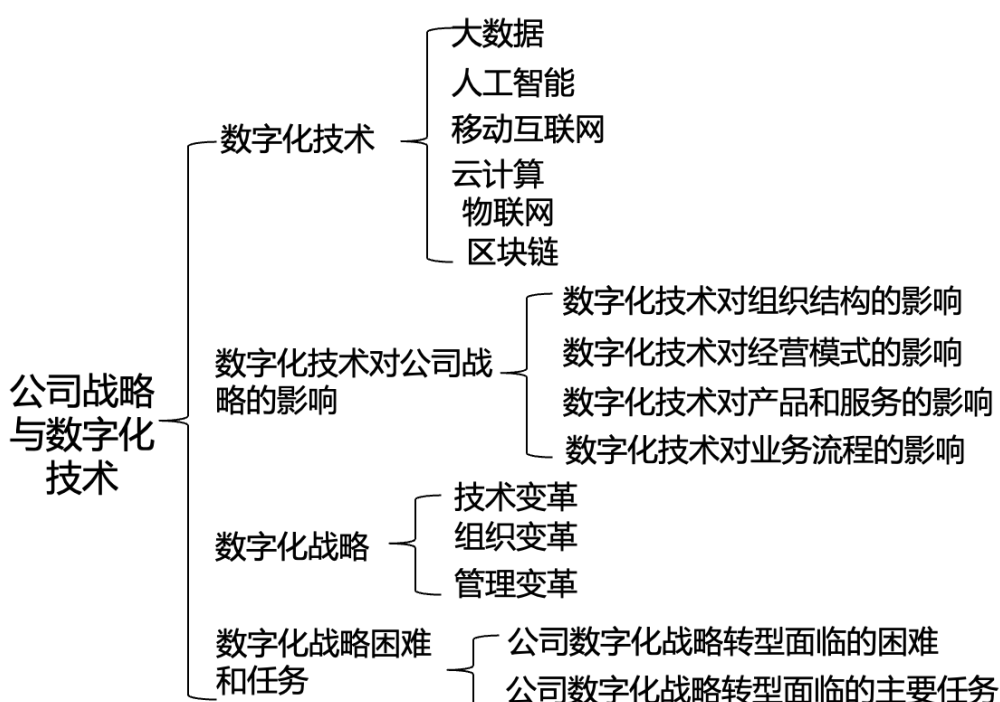 公司战略
与数字化
技术
数字化技术
大数据
人工智能
移动互联网
云计算
物联网
区块链
数字化技术对公司战
略的影响
数字化技术对组织结构的影响
数字化技术对经营模式的影响
数字化技术对产品和服务的影响
数字化技术对业务流程的影响
数字化战略
技术变革
组织变革
管理变革
数字化战略困难
和任务
公司数字化战略转型面临的困难
公司数字化战略转型面临的主要任务